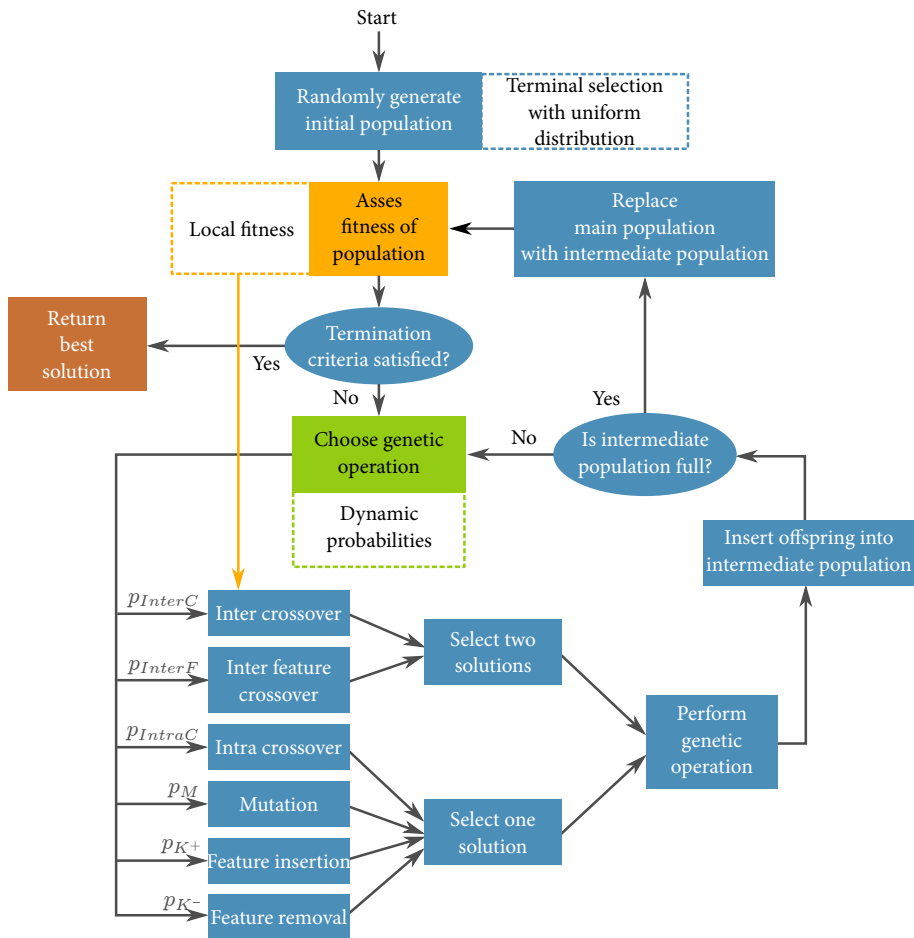 Start
Randomly generate
initial population
Terminal selection
with uniform
distribution
Local fitness
Asses
fitness of
population
Replace
main population
with intermediate population
Return
best
solution
Yes
Termination
criteria satisfied?
No
Yes
Choose genetic
operation
No
Is intermediate
population full?
Dynamic
probabilities
Insert offspring into
intermediate population
p_{InterC}
Inter crossover
Select two
solutions
p_{InterF}
Inter feature
crossover
p_{IntraC}
Intra crossover
Perform
genetic
operation
p_M
Mutation
Select one
solution
p_{K^+}
Feature insertion
p_{K^-}
Feature removal